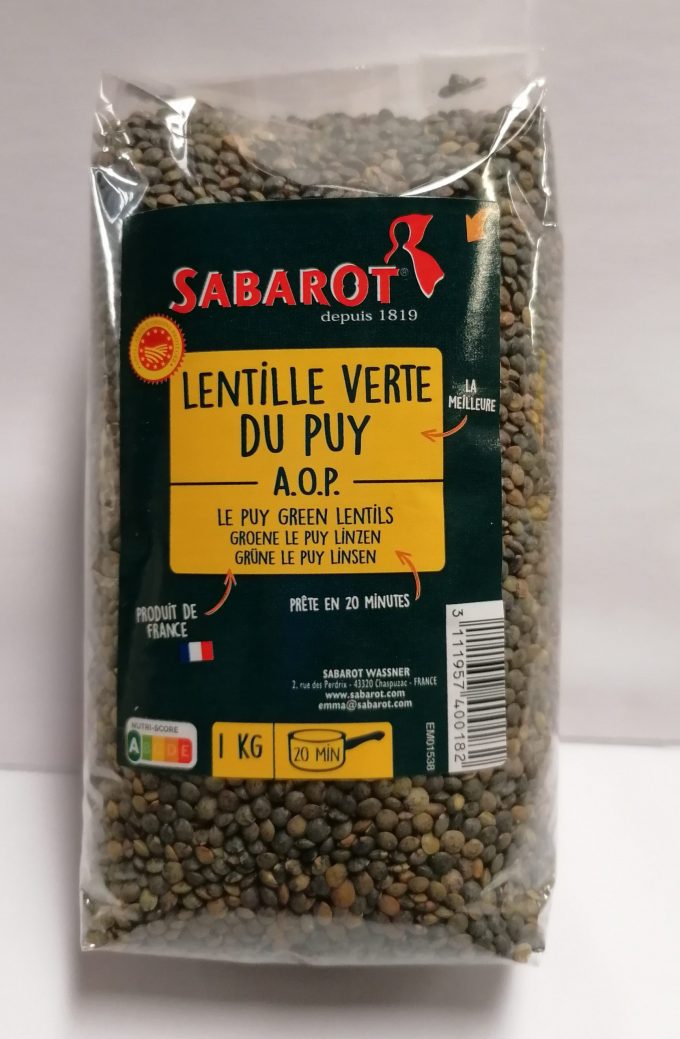 SABAROT
depuis 1819
LENTILLE VERTE
DU PUY
A.O.P.
LA
MEILLEURE
LE PUY GREEN LENTILS
GROENE LE PUY LINZEN
GRÜNE LE PUY LINSEN
PRODUIT DE
FRANCE
PRÊTE EN 20 MINUTES
SABAROT WASSNER
2, rue des Perdrix - 43320 Chaspuzac - FRANCE
www.sabarot.com
emma@sabarot.com
NUTRI-SCORE
A B C D E
1 KG
20 MIN
EM01538
3 111957 400182